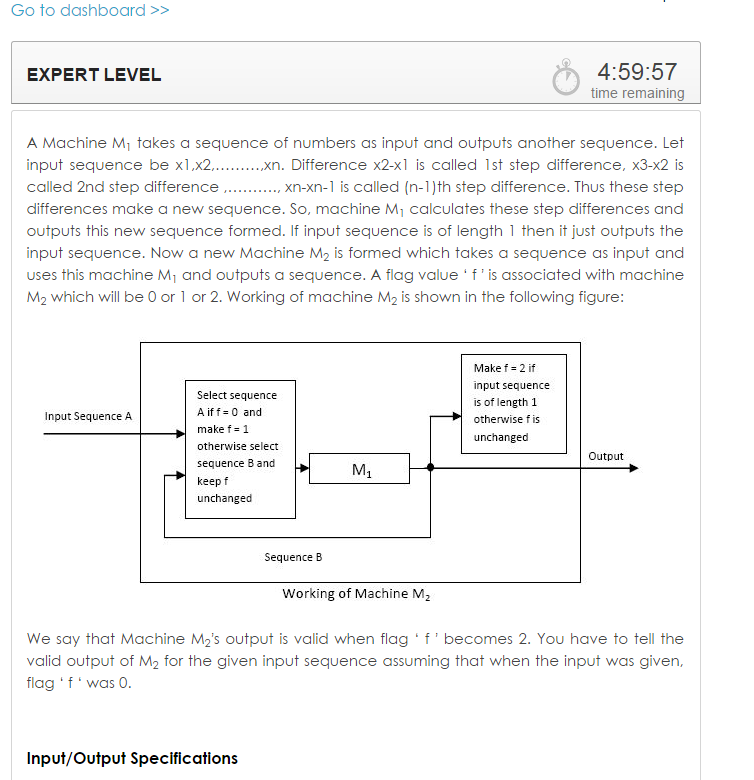 Go to dashboard >>
EXPERT LEVEL
4:59:57
time remaining
A Machine M₁ takes a sequence of numbers as input and outputs another sequence. Let
input sequence be x1,x2,..........,xn. Difference x2-x1 is called 1st step difference, x3-x2 is
called 2nd step difference ,..........., xn-xn-1 is called (n-1)th step difference. Thus these step
differences make a new sequence. So, machine M₁ calculates these step differences and
outputs this new sequence formed. If input sequence is of length 1 then it just outputs the
input sequence. Now a new Machine M₂ is formed which takes a sequence as input and
uses this machine M₁ and outputs a sequence. A flag value ' f ' is associated with machine
M₂ which will be 0 or 1 or 2. Working of machine M₂ is shown in the following figure:
Input Sequence A
Select sequence
A if f = 0 and
make f = 1
otherwise select
sequence B and
keep f
unchanged
M₁
Make f = 2 if
input sequence
is of length 1
otherwise f is
unchanged
Output
Sequence B
Working of Machine M₂
We say that Machine M₂'s output is valid when flag ' f ' becomes 2. You have to tell the
valid output of M₂ for the given input sequence assuming that when the input was given,
flag ' f ' was 0.
Input/Output Specifications